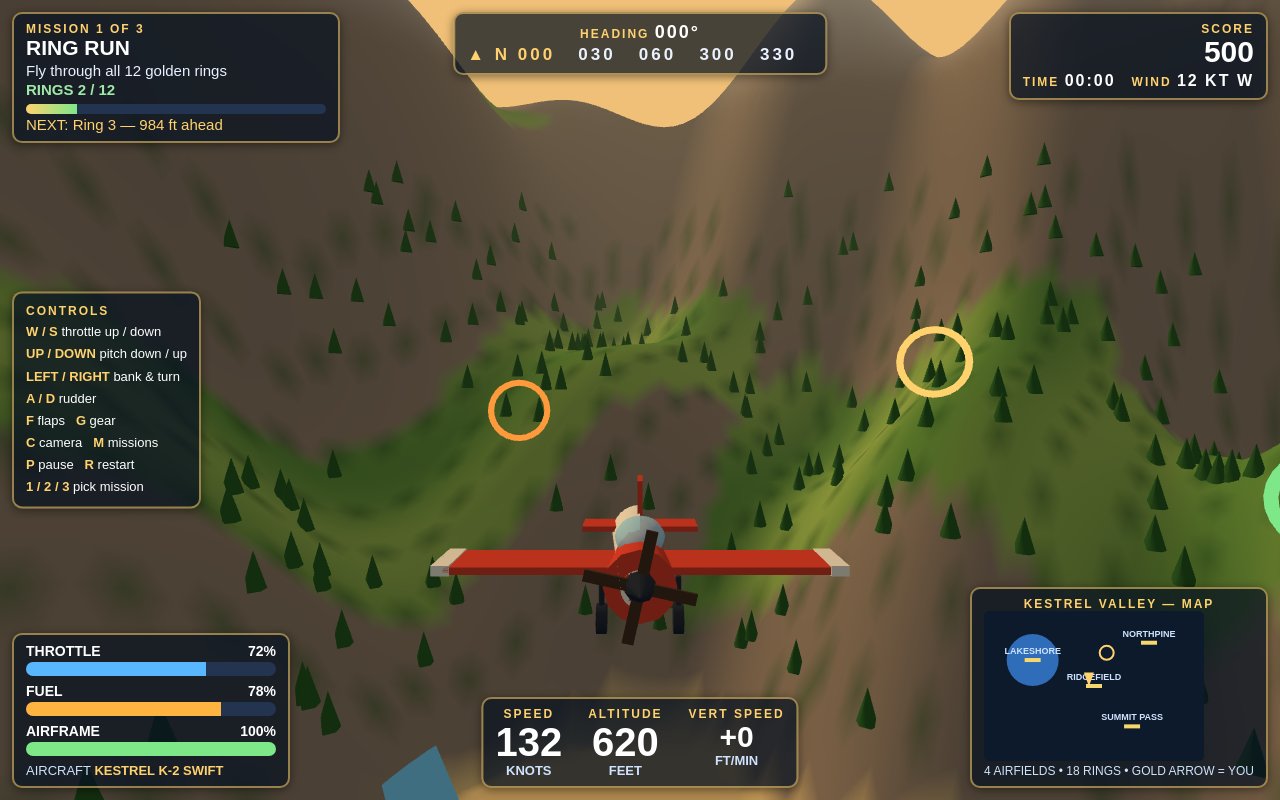 MISSION 1 OF 3
RING RUN
Fly through all 12 golden rings
RINGS 2 / 12
NEXT: Ring 3 — 984 ft ahead
HEADING 000°
▲ N 000 030 060 300 330
SCORE
500
TIME 00:00 WIND 12 KT W
CONTROLS
W / S throttle up / down
UP / DOWN pitch down / up
LEFT / RIGHT bank & turn
A / D rudder
F flaps G gear
C camera M missions
P pause R restart
1 / 2 / 3 pick mission
THROTTLE 72%
FUEL 78%
AIRFRAME 100%
AIRCRAFT KESTREL K-2 SWIFT
SPEED ALTITUDE VERT SPEED
132 620 +0
KNOTS FEET FT/MIN
KESTREL VALLEY — MAP
NORTHPINE
LAKESHORE
RIDGEFIELD
SUMMIT PASS
4 AIRFIELDS • 18 RINGS • GOLD ARROW = YOU